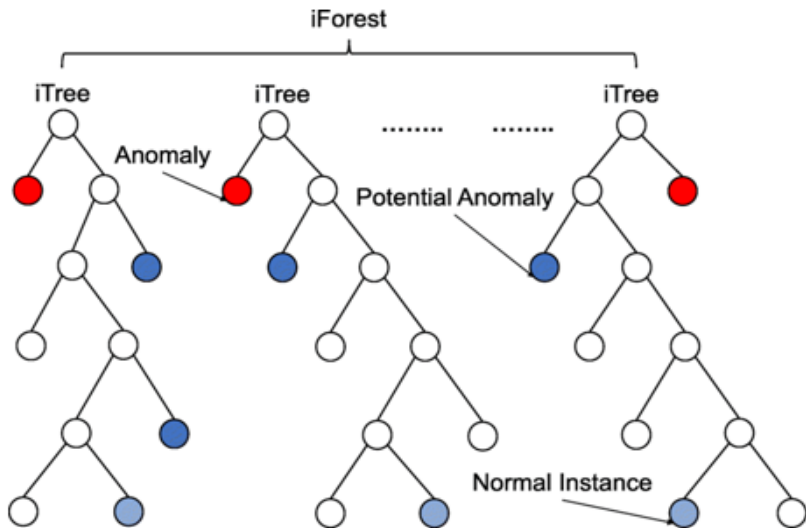 iForest
iTree
iTree
iTree
........
........
Anomaly
Potential Anomaly
Normal Instance